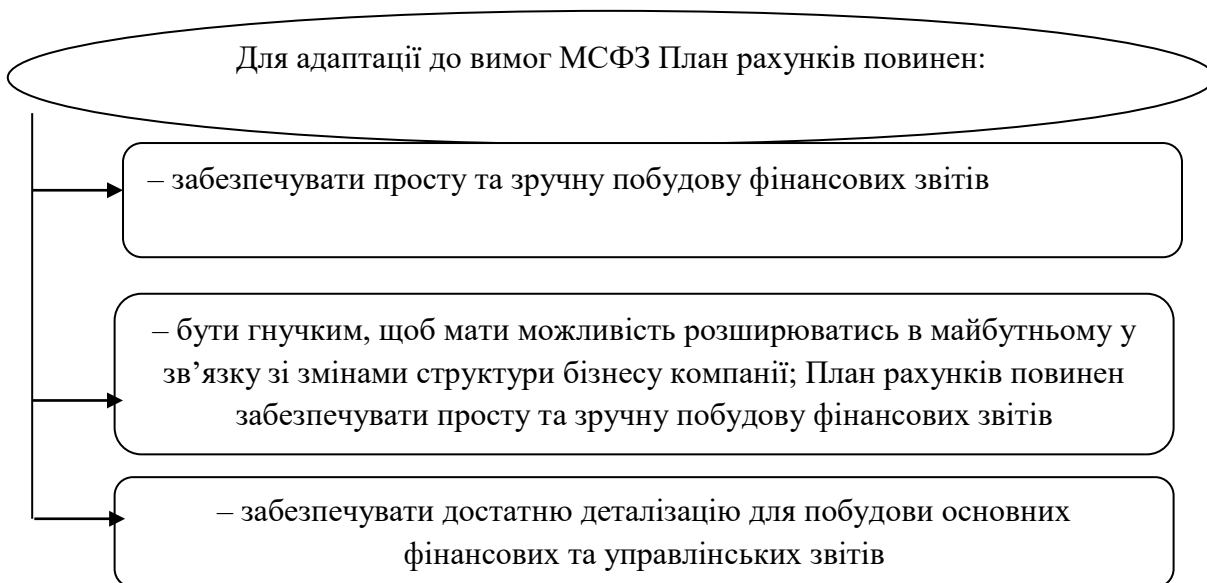 Для адаптації до вимог МСФЗ План рахунків повинен:
– забезпечувати просту та зручну побудову фінансових звітів
– бути гнучким, щоб мати можливість розширюватись в майбутньому у
зв’язку зі змінами структури бізнесу компанії; План рахунків повинен
забезпечувати просту та зручну побудову фінансових звітів
– забезпечувати достатню деталізацію для побудови основних
фінансових та управлінських звітів